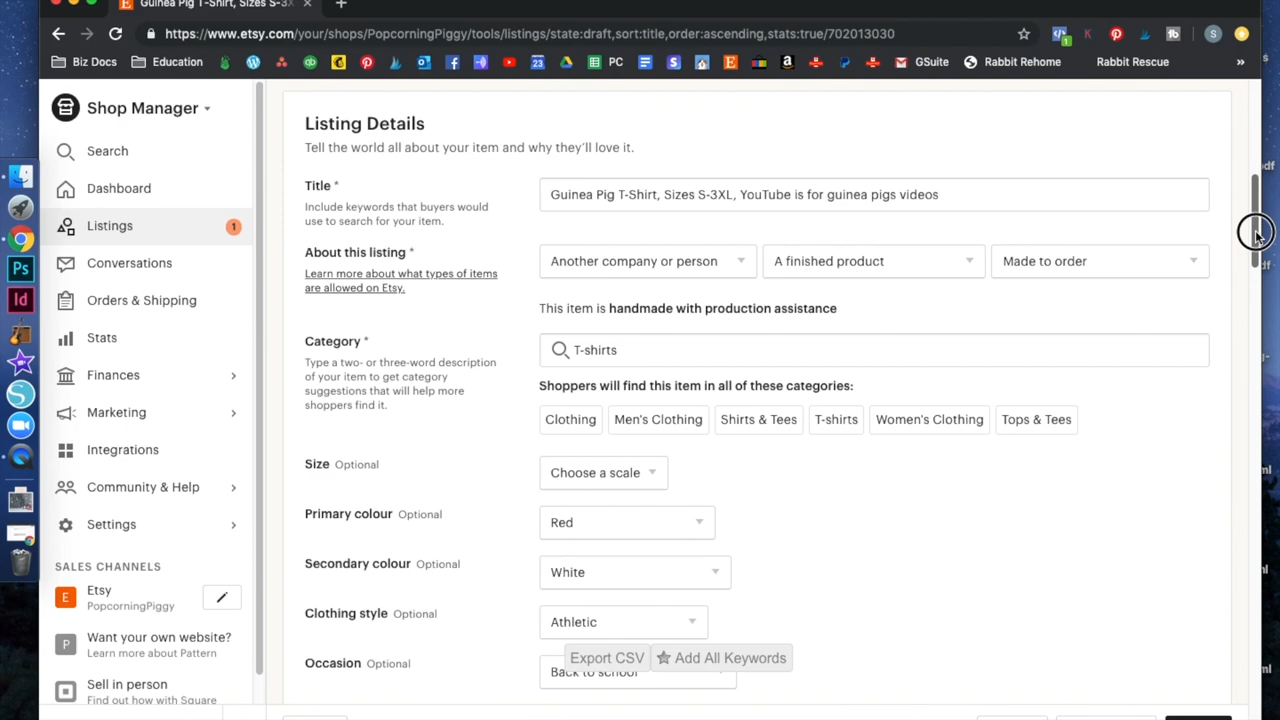 Guinea Pig T-Shirt, Sizes S-3X
https://www.etsy.com/your/shops/PopcorningPiggy/tools/listings/state:draft,sort:title,order:ascending,stats:true/702013030
Biz Docs Education 23 PC GSuite Rabbit Rehome Rabbit Rescue »
Shop Manager
Search
Dashboard
Listings 1
Conversations
Orders & Shipping
Stats
Finances
Marketing
Integrations
Community & Help
Settings
SALES CHANNELS
E Etsy
PopcorningPiggy
P Want your own website?
Learn more about Pattern
Sell in person
Find out how with Square
Ps
Id
Listing Details
Tell the world all about your item and why they'll love it.
Title *
Include keywords that buyers would
use to search for your item.
Guinea Pig T-Shirt, Sizes S-3XL, YouTube is for guinea pigs videos
About this listing *
Learn more about what types of items
are allowed on Etsy.
Another company or person A finished product Made to order
This item is handmade with production assistance
Category *
Type a two- or three-word description
of your item to get category
suggestions that will help more
shoppers find it.
T-shirts
Shoppers will find this item in all of these categories:
Clothing Men's Clothing Shirts & Tees T-shirts Women's Clothing Tops & Tees
Size Optional Choose a scale
Primary colour Optional Red
Secondary colour Optional White
Clothing style Optional Athletic
Export CSV Add All Keywords
Occasion Optional Back to school